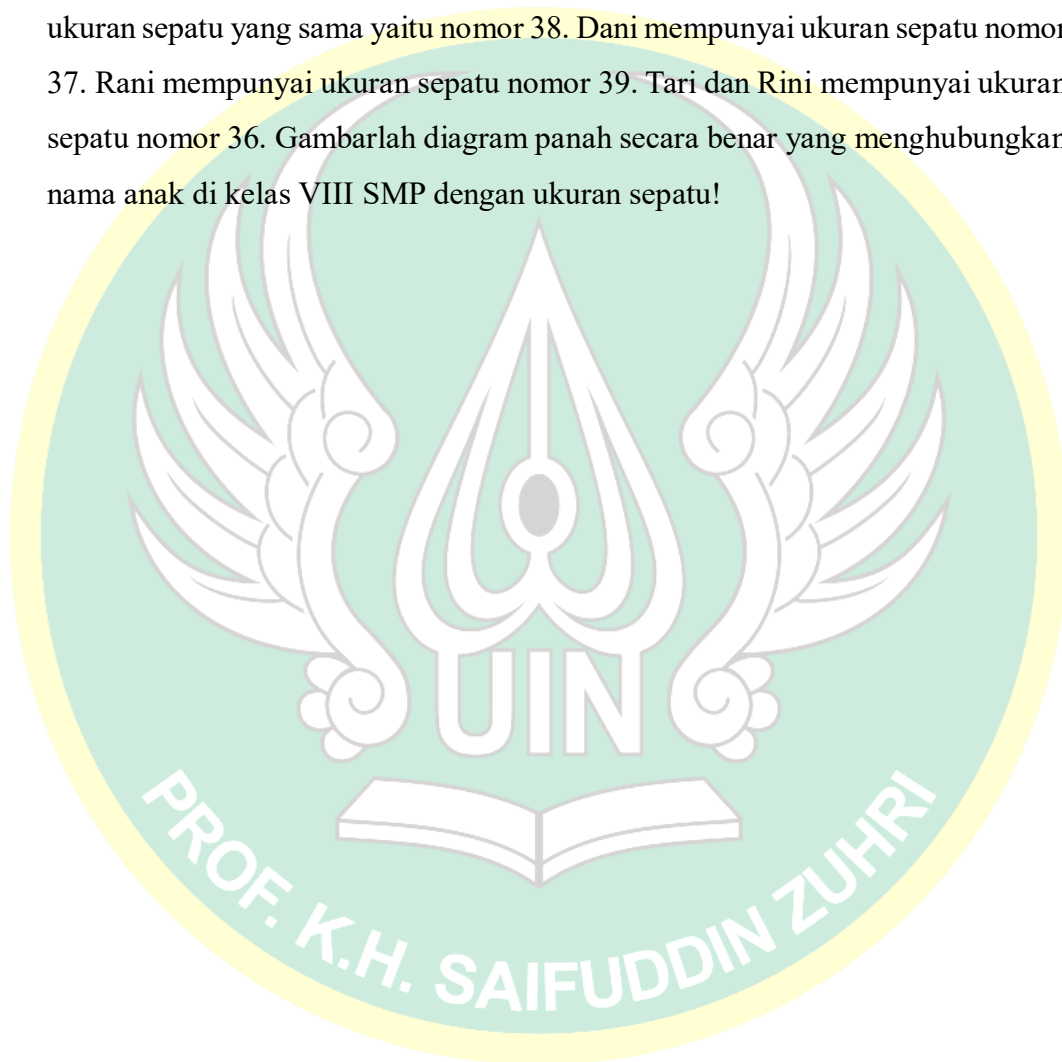 ukuran sepatu yang sama yaitu nomor 38. Dani mempunyai ukuran sepatu nomor
37. Rani mempunyai ukuran sepatu nomor 39. Tari dan Rini mempunyai ukuran
sepatu nomor 36. Gambarlah diagram panah secara benar yang menghubungkan
nama anak di kelas VIII SMP dengan ukuran sepatu!
UIN
PROF. K.H. SAIFUDDIN ZUHRI